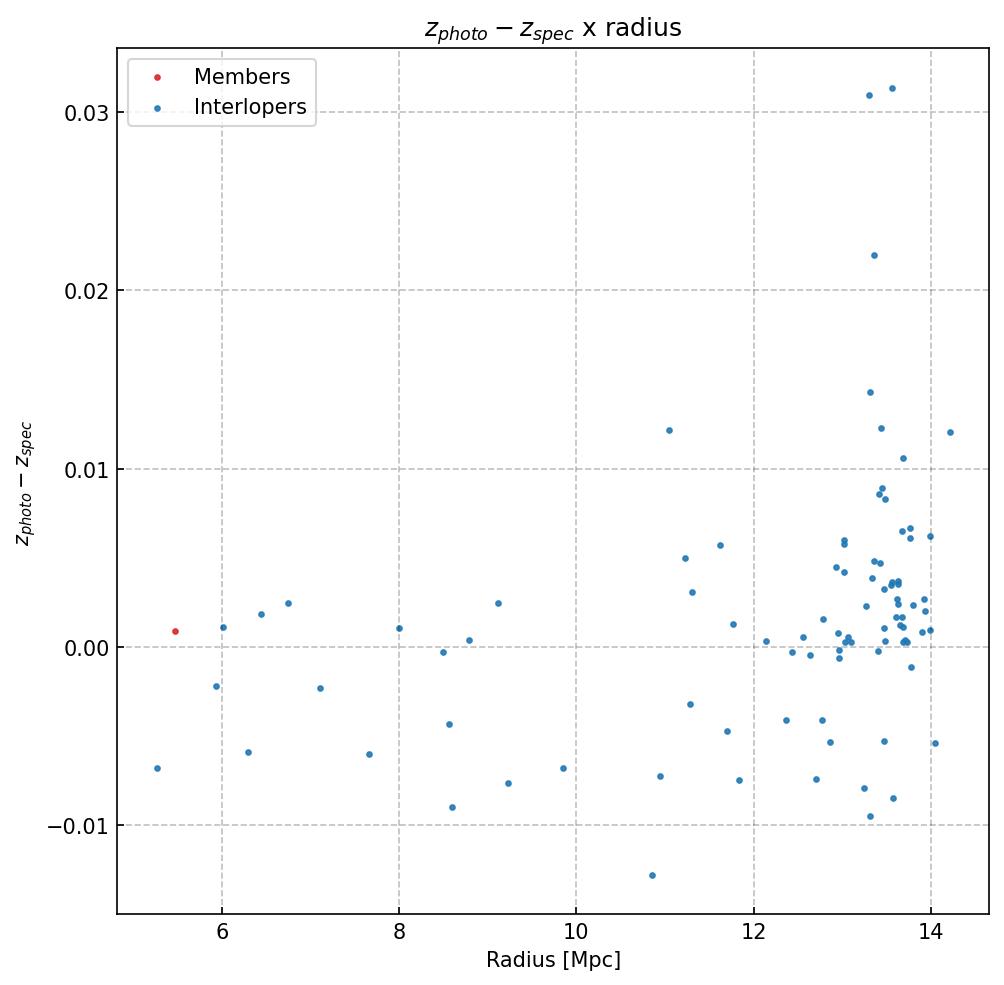 z_photo − z_spec x radius
Members
Interlopers
0.03
0.02
0.01
0.00
−0.01
z_photo − z_spec
6 8 10 12 14
Radius [Mpc]